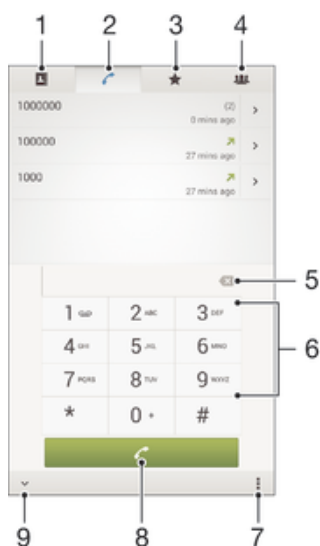 1 2 3 4
1000000 (2)
0 mins ago
100000
27 mins ago
1000
27 mins ago
5
1 2 ABC 3 DEF
4 GHI 5 JKL 6 MNO
6
7 PQRS 8 TUV 9 WXYZ
* 0 + #
9 8 7